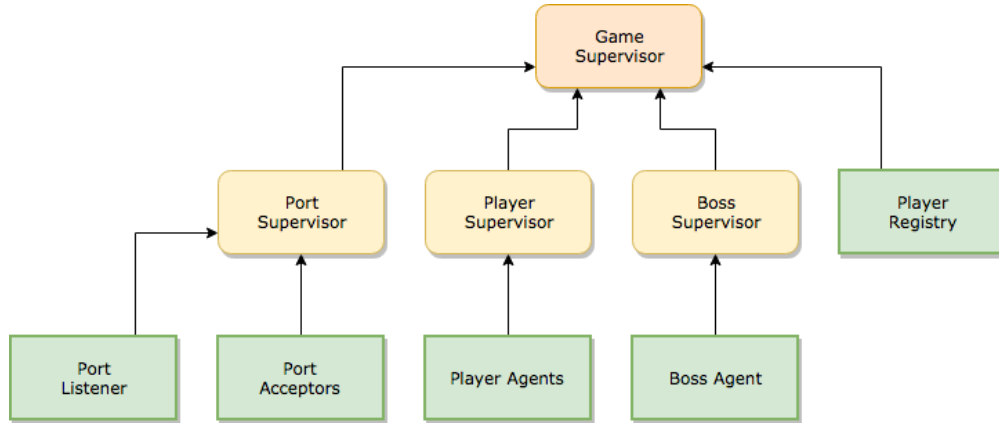 Game
Supervisor
Port
Supervisor
Player
Supervisor
Boss
Supervisor
Player
Registry
Port
Listener
Port
Acceptors
Player Agents
Boss Agent